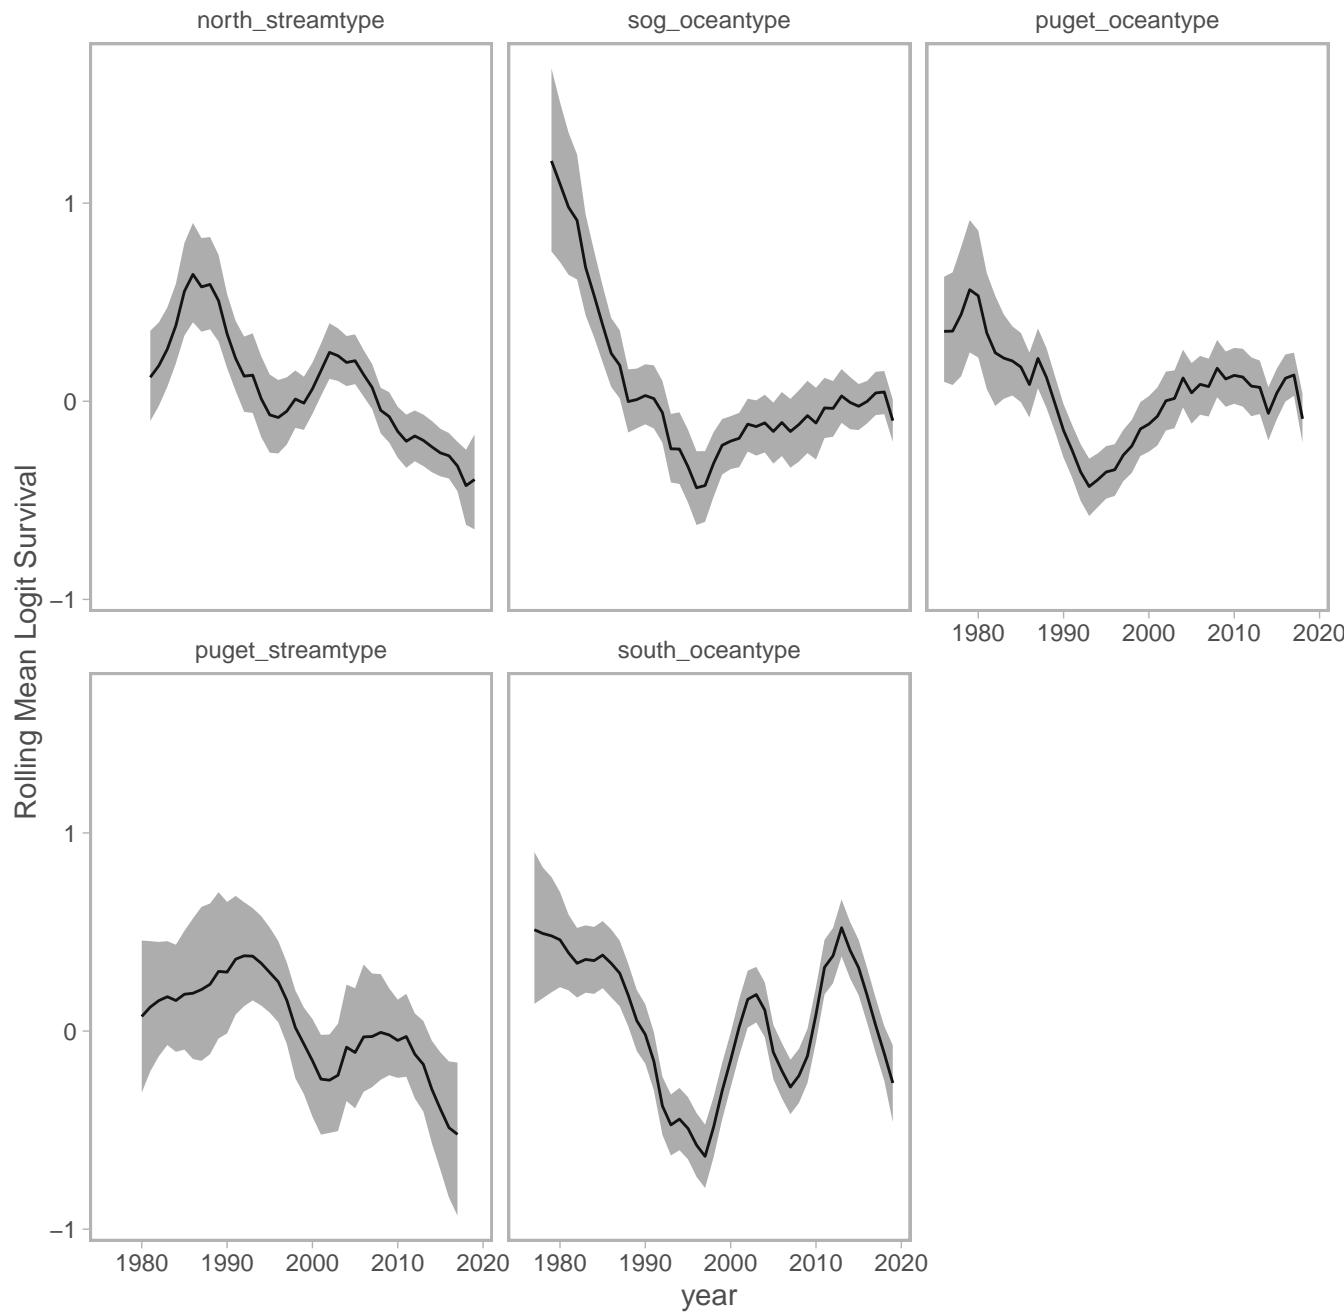 north_streamtype
sog_oceantype
puget_oceantype
1
0
−1
1980 1990 2000 2010 2020
Rolling Mean Logit Survival
puget_streamtype
south_oceantype
1
0
−1
1980 1990 2000 2010 2020
1980 1990 2000 2010 2020
year